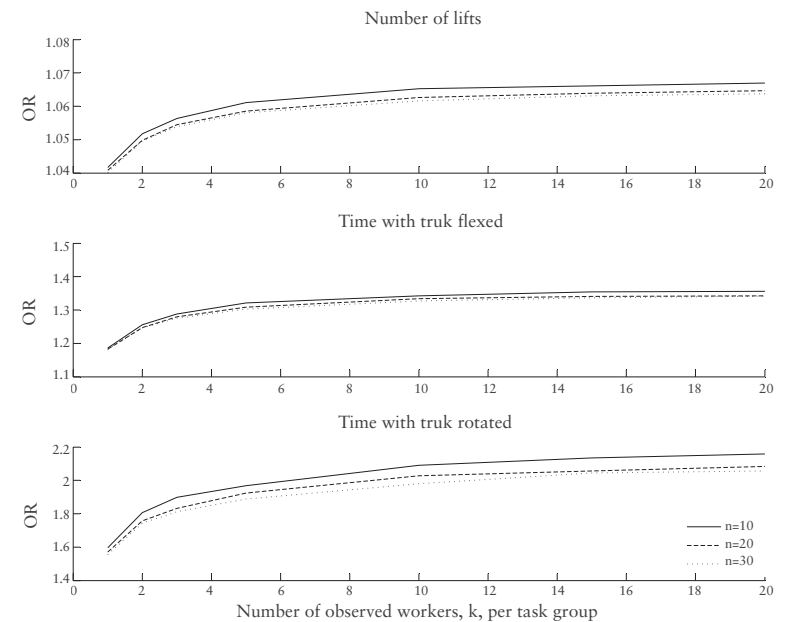 Number of lifts
1.08
1.07
1.06
1.05
1.04
OR
0 2 4 6 8 10 12 14 16 18 20
Time with truk flexed
1.5
1.4
1.3
1.2
1.1
OR
0 2 4 6 8 10 12 14 16 18 20
Time with truk rotated
2.2
2
1.8
1.6
1.4
OR
n=10
n=20
n=30
0 2 4 6 8 10 12 14 16 18 20
Number of observed workers, k, per task group